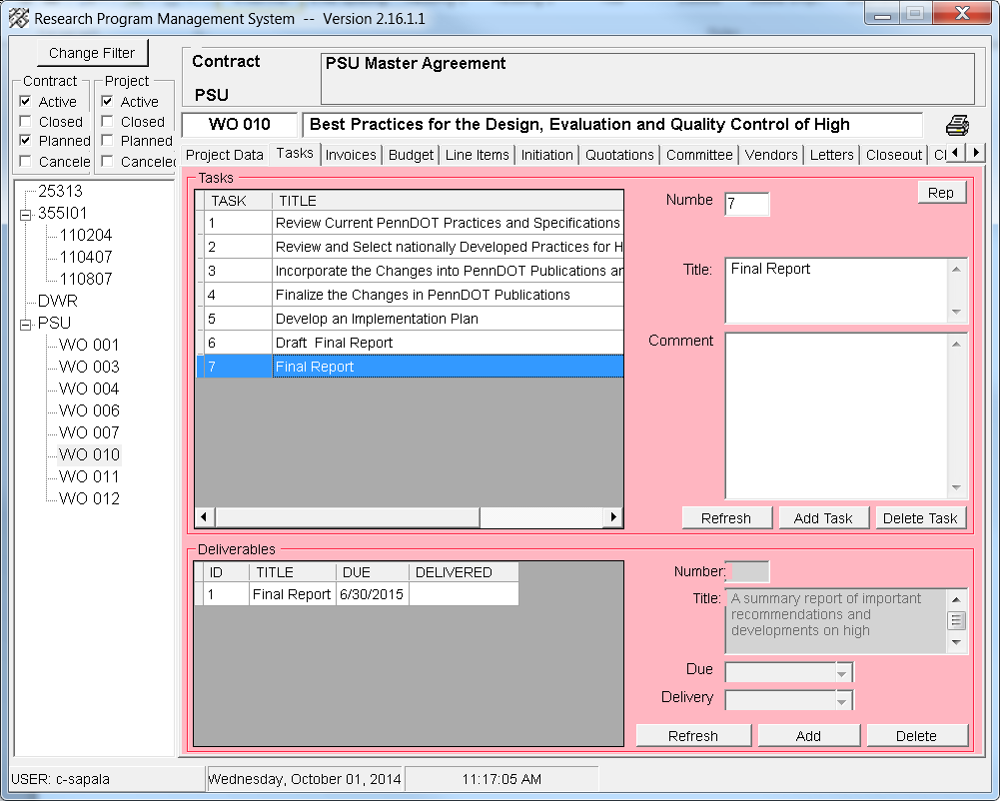 Research Program Management System -- Version 2.16.1.1
Change Filter
Contract
Active
Closed
Planned
Cancele
Project
Active
Closed
Planned
Cancelec
25313
355I01
110204
110407
110807
DWR
PSU
WO 001
WO 003
WO 004
WO 006
WO 007
WO 010
WO 011
WO 012
Contract
PSU
PSU Master Agreement
WO 010
Best Practices for the Design, Evaluation and Quality Control of High
Project Data Tasks Invoices Budget Line Items Initiation Quotations Committee Vendors Letters Closeout
Tasks
TASK TITLE
1 Review Current PennDOT Practices and Specifications
2 Review and Select nationally Developed Practices for H
3 Incorporate the Changes into PennDOT Publications ar
4 Finalize the Changes in PennDOT Publications
5 Develop an Implementation Plan
6 Draft Final Report
7 Final Report
Numbe 7
Rep
Title: Final Report
Comment
Refresh Add Task Delete Task
Deliverables
ID TITLE DUE DELIVERED
1 Final Report 6/30/2015
Number:
Title: A summary report of important
recommendations and
developments on high
Due
Delivery
Refresh Add Delete
USER: c-sapala Wednesday, October 01, 2014 11:17:05 AM